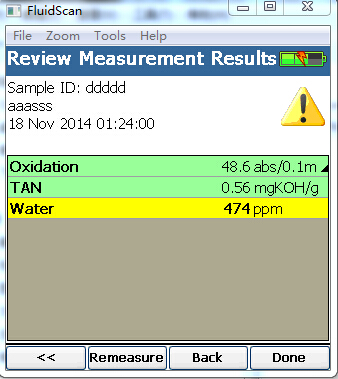 FluidScan
File Zoom Tools Help
Review Measurement Results
Sample ID: ddddd
aaasss
18 Nov 2014 01:24:00
Oxidation 48.6 abs/0.1m
TAN 0.56 mgKOH/g
Water 474 ppm
<< Remeasure Back Done